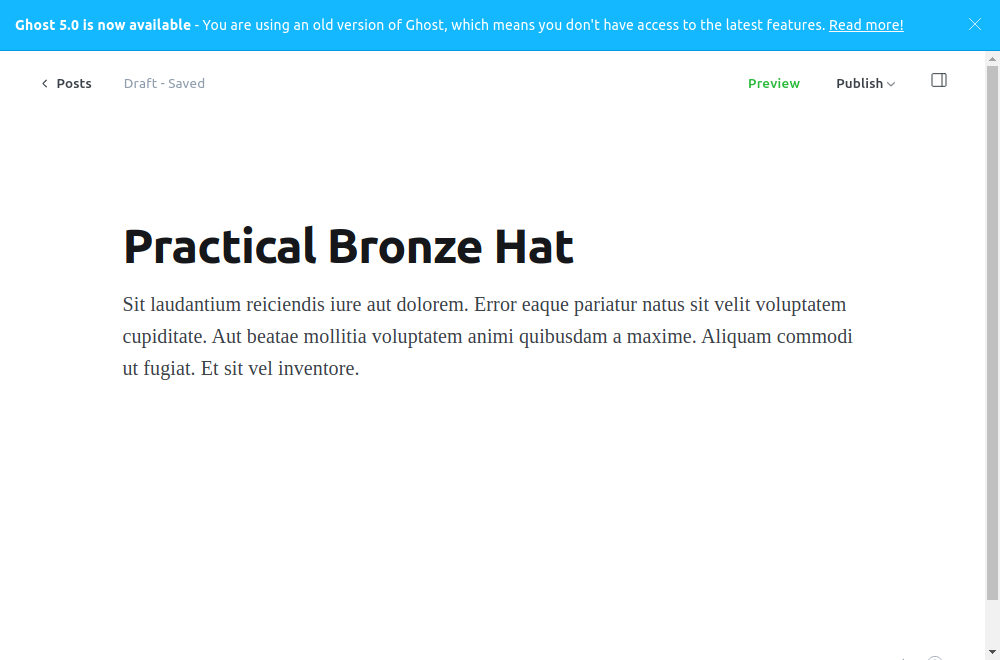 Ghost 5.0 is now available - You are using an old version of Ghost, which means you don't have access to the latest features. Read more!
Posts
Draft - Saved
Preview
Publish
Practical Bronze Hat
Sit laudantium reiciendis iure aut dolorem. Error eaque pariatur natus sit velit voluptatem
cupiditate. Aut beatae mollitia voluptatem animi quibusdam a maxime. Aliquam commodi
ut fugiat. Et sit vel inventore.